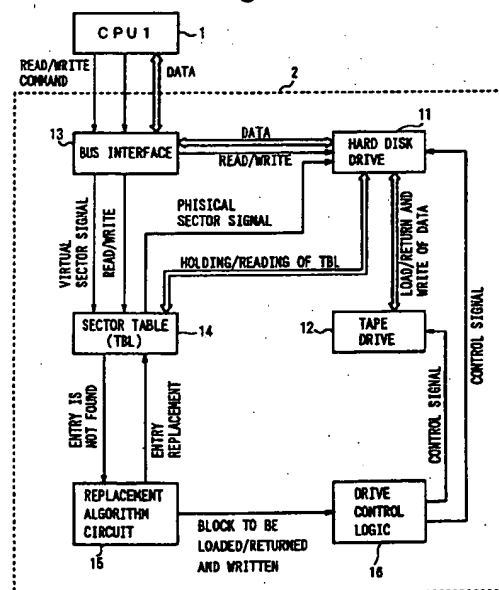 CPU1
1
READ/WRITE
COMMAND
DATA
2
13
11
BUS INTERFACE
DATA
READ/WRITE
HARD DISK
DRIVE
VIRTUAL
SECTOR SIGNAL
READ/WRITE
PHISICAL
SECTOR SIGNAL
HOLDING/READING OF TBL
LOAD/RETURN AND
WRITE OF DATA
CONTROL SIGNAL
SECTOR TABLE
(TBL)
14
12
TAPE
DRIVE
ENTRY IS
NOT FOUND
ENTRY
REPLACEMENT
CONTROL SIGNAL
REPLACEMENT
ALGORITHM
CIRCUIT
15
BLOCK TO BE
LOADED/RETURNED
AND WRITTEN
DRIVE
CONTROL
LOGIC
16